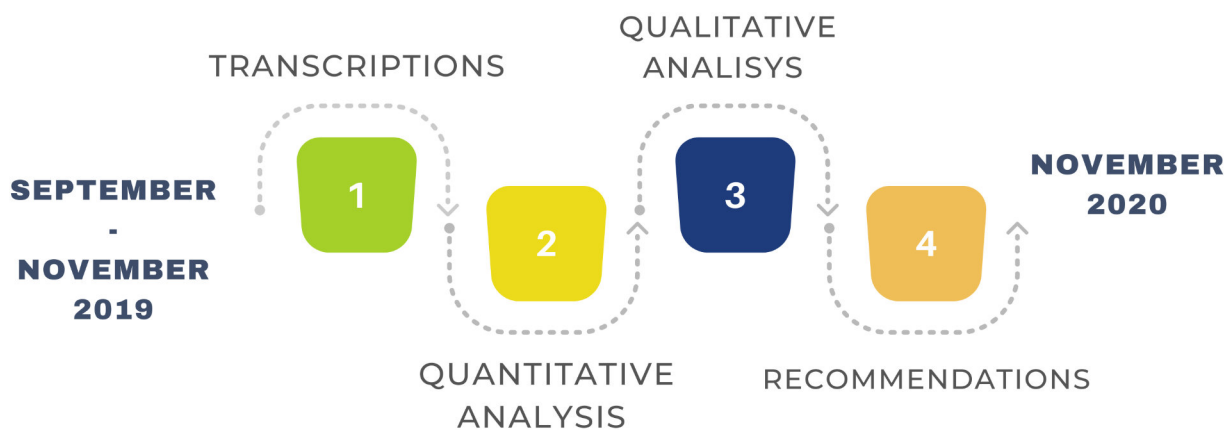 SEPTEMBER
-
NOVEMBER
2019
TRANSCRIPTIONS
1
QUANTITATIVE
ANALYSIS
2
QUALITATIVE
ANALISYS
3
RECOMMENDATIONS
4
NOVEMBER
2020